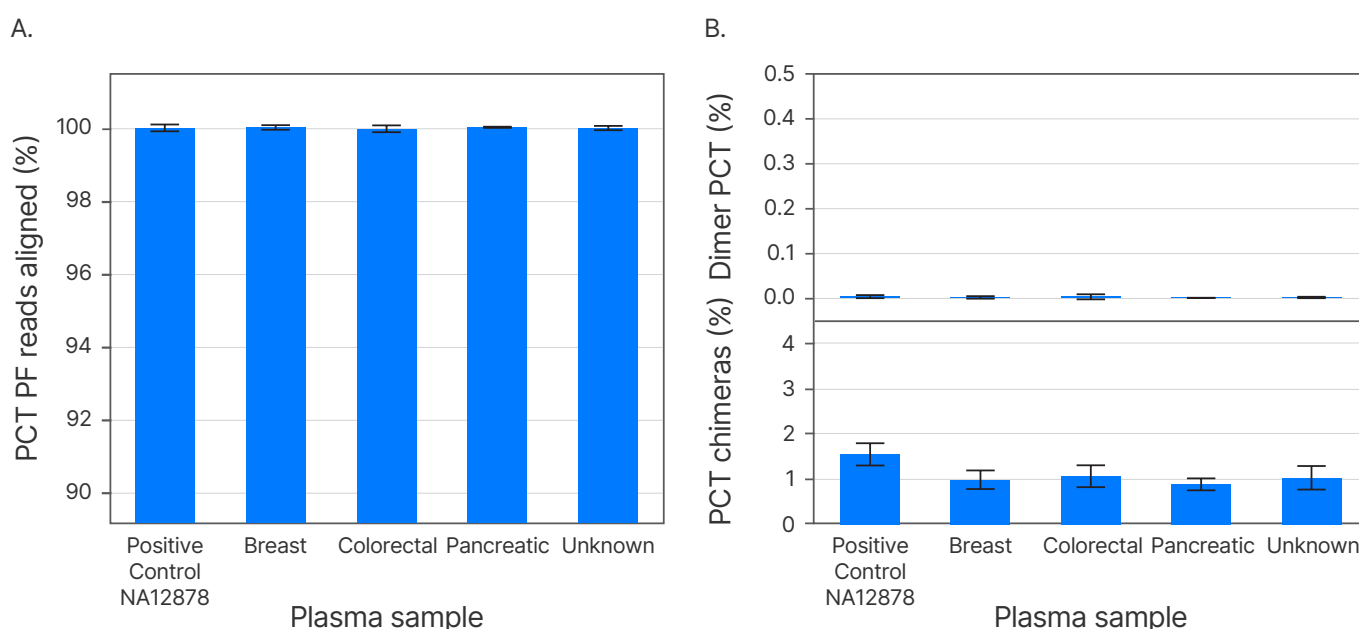 A.
PCT PF reads aligned (%)
100
98
96
94
92
90
Positive Control NA12878
Breast
Colorectal
Pancreatic
Unknown
Plasma sample
B.
Dimer PCT (%)
0.5
0.4
0.3
0.2
0.1
0.0
PCT chimeras (%)
4
3
2
1
0
Positive Control NA12878
Breast
Colorectal
Pancreatic
Unknown
Plasma sample